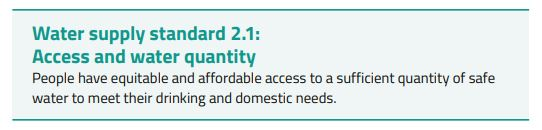 Water supply standard 2.1:
Access and water quantity
People have equitable and affordable access to a sufficient quantity of safe
water to meet their drinking and domestic needs.